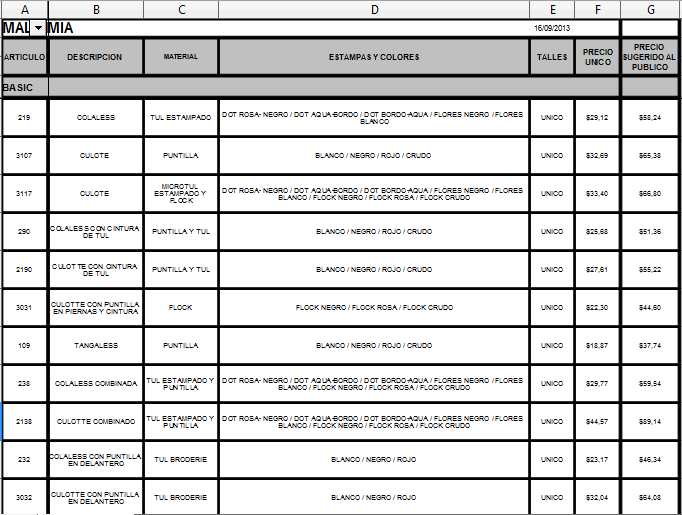 A B C D E F G
MAL MIA 16/09/2013
ARTICULO DESCRIPCION MATERIAL ESTAMPAS Y COLORES TALLES PRECIO UNICO PRECIO SUGERIDO AL PUBLICO
BASIC
219 COLALESS TUL ESTAMPADO DOT ROSA- NEGRO / DOT AQUA-BORDO / DOT BORDO-AQUA / FLORES NEGRO / FLORES BLANCO UNICO $29,12 $58,24
3107 CULOTE PUNTILLA BLANCO / NEGRO / ROJO / CRUDO UNICO $32,69 $65,38
3117 CULOTE MICROTUL ESTAMPADO Y FLOCK DOT ROSA- NEGRO / DOT AQUA-BORDO / DOT BORDO-AQUA / FLORES NEGRO / FLORES BLANCO / FLOCK NEGRO / FLOCK ROSA / FLOCK CRUDO UNICO $33,40 $66,80
290 COLALESS CON CINTURA DE TUL PUNTILLA Y TUL BLANCO / NEGRO / ROJO / CRUDO UNICO $25,68 $51,36
2190 CULOTTE CON CINTURA DE TUL PUNTILLA Y TUL BLANCO / NEGRO / ROJO / CRUDO UNICO $27,61 $55,22
3031 CULOTTE CON PUNTILLA EN PIERNAS Y CINTURA FLOCK FLOCK NEGRO / FLOCK ROSA / FLOCK CRUDO UNICO $22,30 $44,60
109 TANGALESS PUNTILLA BLANCO / NEGRO / ROJO / CRUDO UNICO $18,87 $37,74
238 COLALESS COMBINADA TUL ESTAMPADO Y PUNTILLA DOT ROSA- NEGRO / DOT AQUA-BORDO / DOT BORDO-AQUA / FLORES NEGRO / FLORES BLANCO / FLOCK NEGRO / FLOCK ROSA / FLOCK CRUDO UNICO $29,77 $59,54
2138 CULOTTE COMBINADO TUL ESTAMPADO Y PUNTILLA DOT ROSA- NEGRO / DOT AQUA-BORDO / DOT BORDO-AQUA / FLORES NEGRO / FLORES BLANCO / FLOCK NEGRO / FLOCK ROSA / FLOCK CRUDO UNICO $44,57 $89,14
232 COLALESS CON PUNTILLA EN DELANTERO TUL BRODERIE BLANCO / NEGRO / ROJO UNICO $23,17 $46,34
3032 CULOTTE CON PUNTILLA EN DELANTERO TUL BRODERIE BLANCO / NEGRO / ROJO UNICO $32,04 $64,08